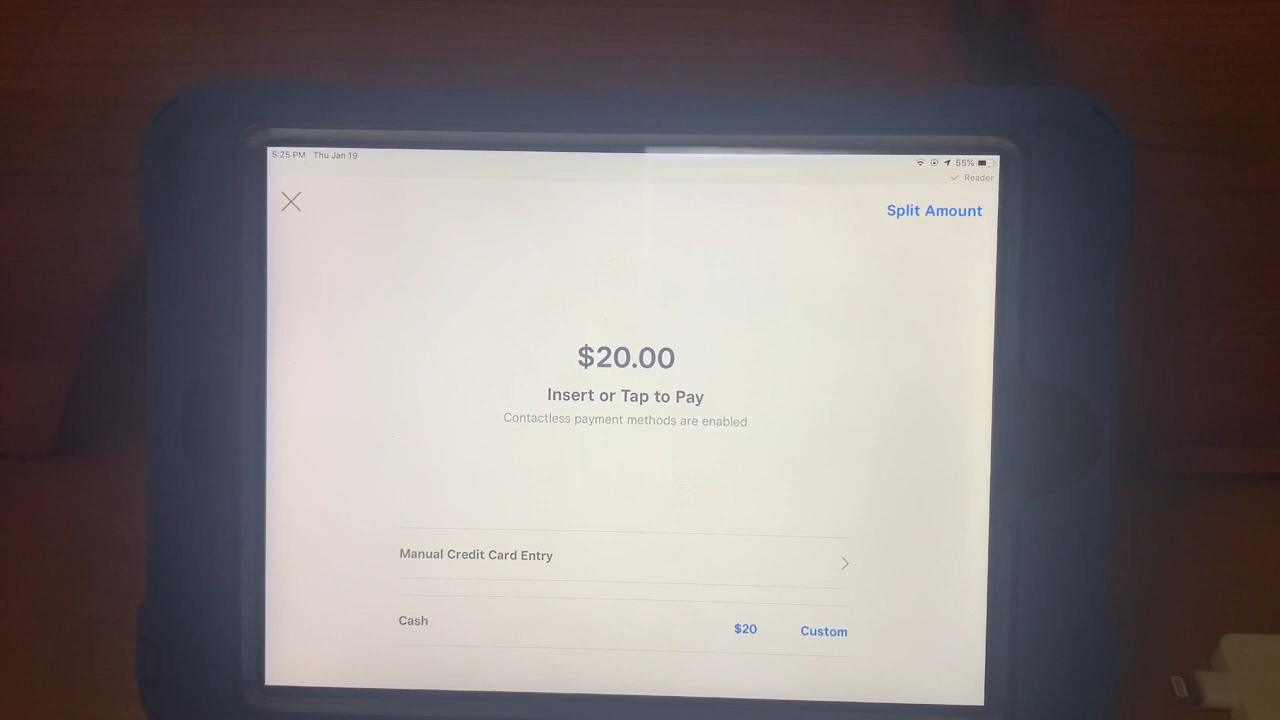 5:25 PM Thu Jan 19
55%
Reader
Split Amount
$20.00
Insert or Tap to Pay
Contactless payment methods are enabled
Manual Credit Card Entry
Cash $20 Custom